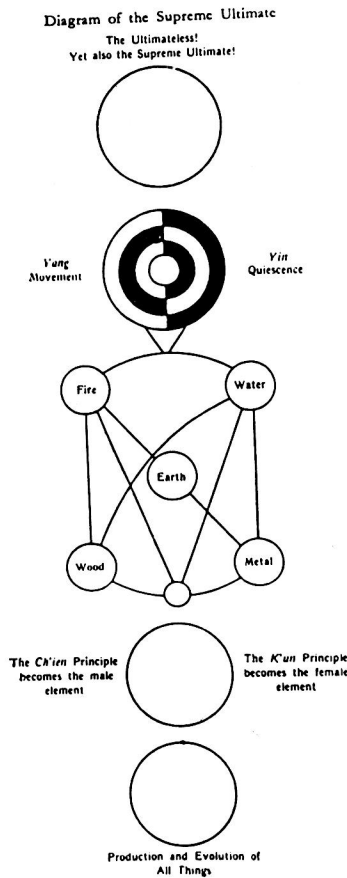 Diagram of the Supreme Ultimate
The Ultimateless!
Yet also the Supreme Ultimate!
Yang
Movement
Yin
Quiescence
Fire
Water
Earth
Wood
Metal
The Ch'ien Principle
becomes the male
element
The K'un Principle
becomes the female
element
Production and Evolution of
All Things